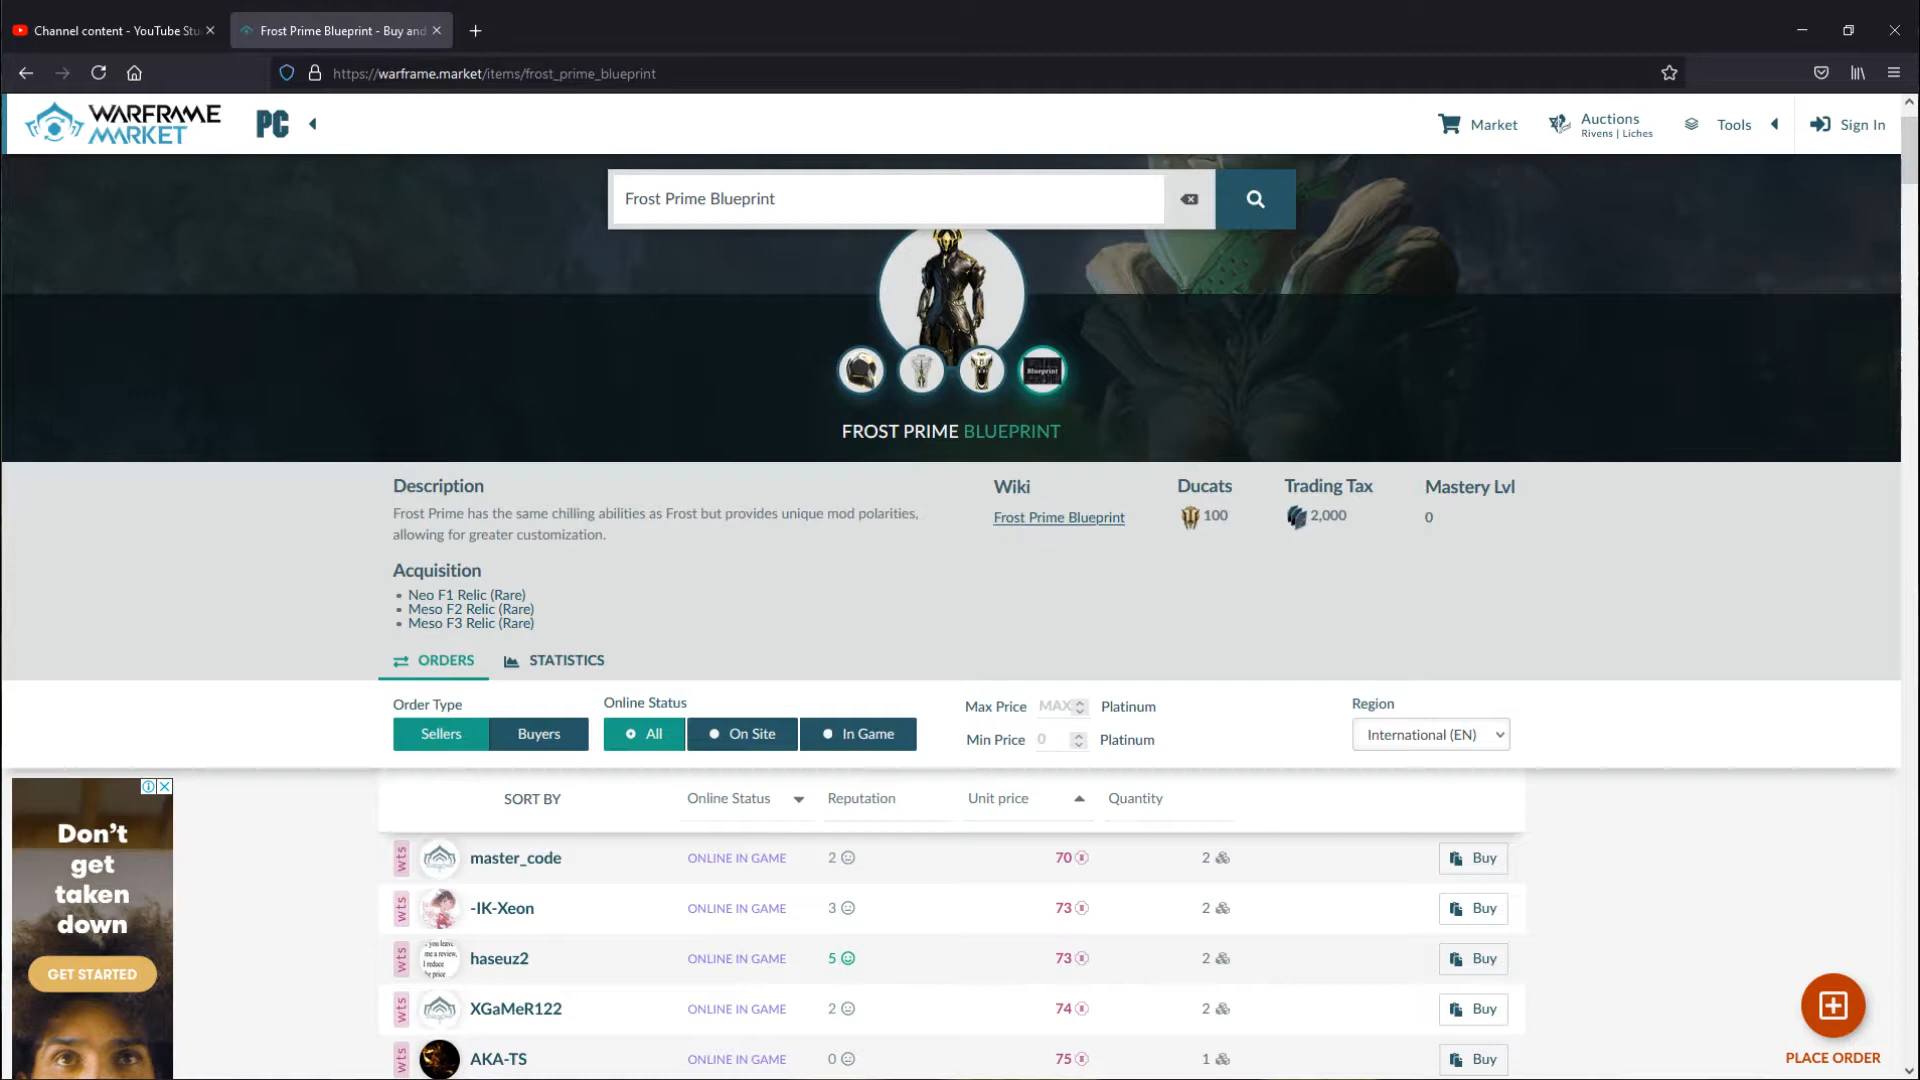 Channel content - YouTube Stu
Frost Prime Blueprint - Buy and
https://warframe.market/items/frost_prime_blueprint
WARFRAME
MARKET
PC
Market
Auctions
Rivens | Liches
Tools
Sign In
Frost Prime Blueprint
Blueprint
FROST PRIME BLUEPRINT
Description
Frost Prime has the same chilling abilities as Frost but provides unique mod polarities,
allowing for greater customization.
Wiki
Frost Prime Blueprint
Ducats
100
Trading Tax
2,000
Mastery Lvl
0
Acquisition
Neo F1 Relic (Rare)
Meso F2 Relic (Rare)
Meso F3 Relic (Rare)
ORDERS
STATISTICS
Order Type
Sellers
Buyers
Online Status
All
On Site
In Game
Max Price MAX Platinum
Min Price 0 Platinum
Region
International (EN)
SORT BY
Online Status
Reputation
Unit price
Quantity
wts master_code ONLINE IN GAME 2 70 2 Buy
wts -IK-Xeon ONLINE IN GAME 3 73 2 Buy
you leave
me a review,
I reduce
the price
wts haseuz2 ONLINE IN GAME 5 73 2 Buy
wts XGaMeR122 ONLINE IN GAME 2 74 2 Buy
wts AKA-TS ONLINE IN GAME 0 75 1 Buy
Don't
get
taken
down
GET STARTED
PLACE ORDER